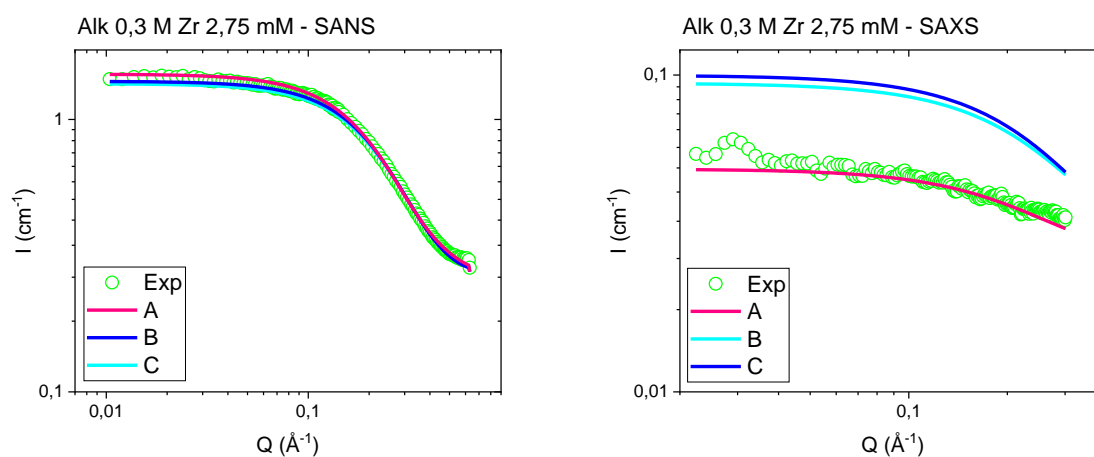 Alk 0,3 M Zr 2,75 mM - SANS
1
I (cm⁻¹)
Exp
A
B
C
0,1
0,01
0,1
Q (Å⁻¹)
Alk 0,3 M Zr 2,75 mM - SAXS
0,1
I (cm⁻¹)
Exp
A
B
C
0,01
0,1
Q (Å⁻¹)